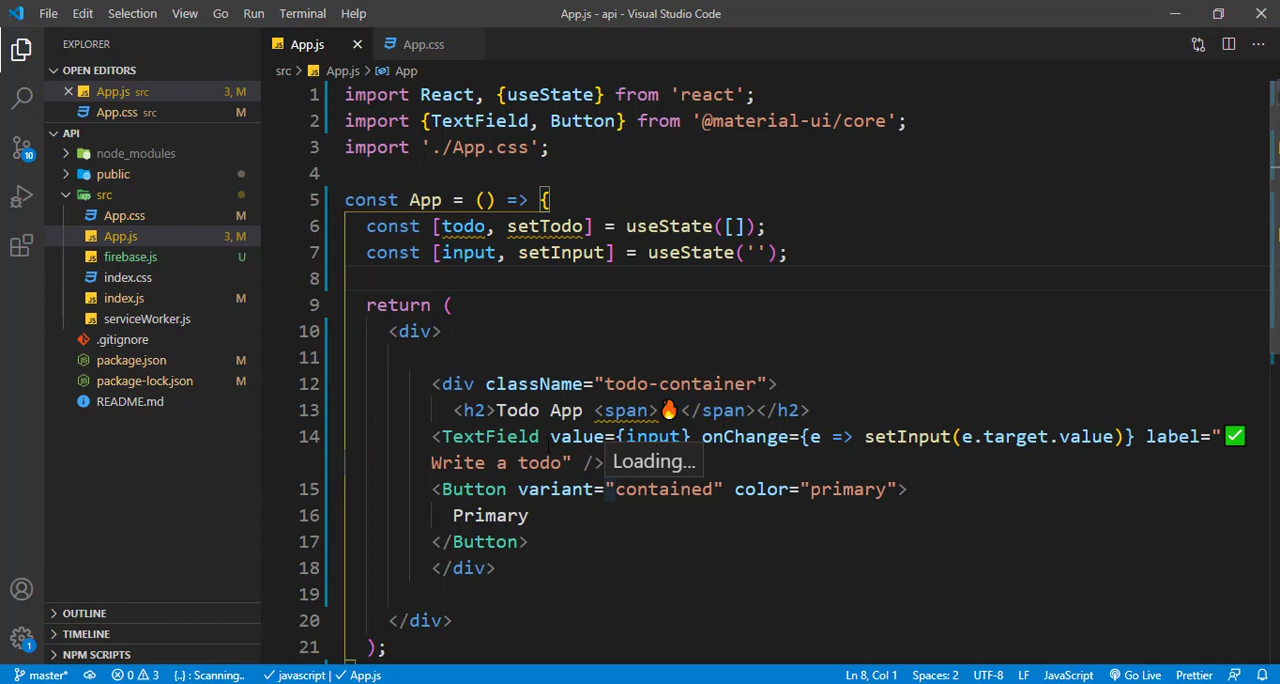 File Edit Selection View Go Run Terminal Help App.js - api - Visual Studio Code
EXPLORER
OPEN EDITORS
App.js src 3, M
App.css src M
API
node_modules
public
src
App.css M
App.js 3, M
firebase.js U
index.css
index.js M
serviceWorker.js
.gitignore
package.json M
package-lock.json M
README.md
OUTLINE
TIMELINE
NPM SCRIPTS
10
1
App.js App.css
src > App.js > App
1 import React, {useState} from 'react';
2 import {TextField, Button} from '@material-ui/core';
3 import './App.css';
4
5 const App = () => {
6 const [todo, setTodo] = useState([]);
7 const [input, setInput] = useState('');
8
9 return (
10 <div>
11
12 <div className="todo-container">
13 <h2>Todo App <span>🔥</span></h2>
14 <TextField value={input} onChange={e => setInput(e.target.value)} label="✅
Write a todo" />
Loading...
15 <Button variant="contained" color="primary">
16 Primary
17 </Button>
18 </div>
19
20 </div>
21 );
master* 0 3 {..} : Scanning.. ✓ javascript | ✓ App.js Ln 8, Col 1 Spaces: 2 UTF-8 LF JavaScript Go Live Prettier